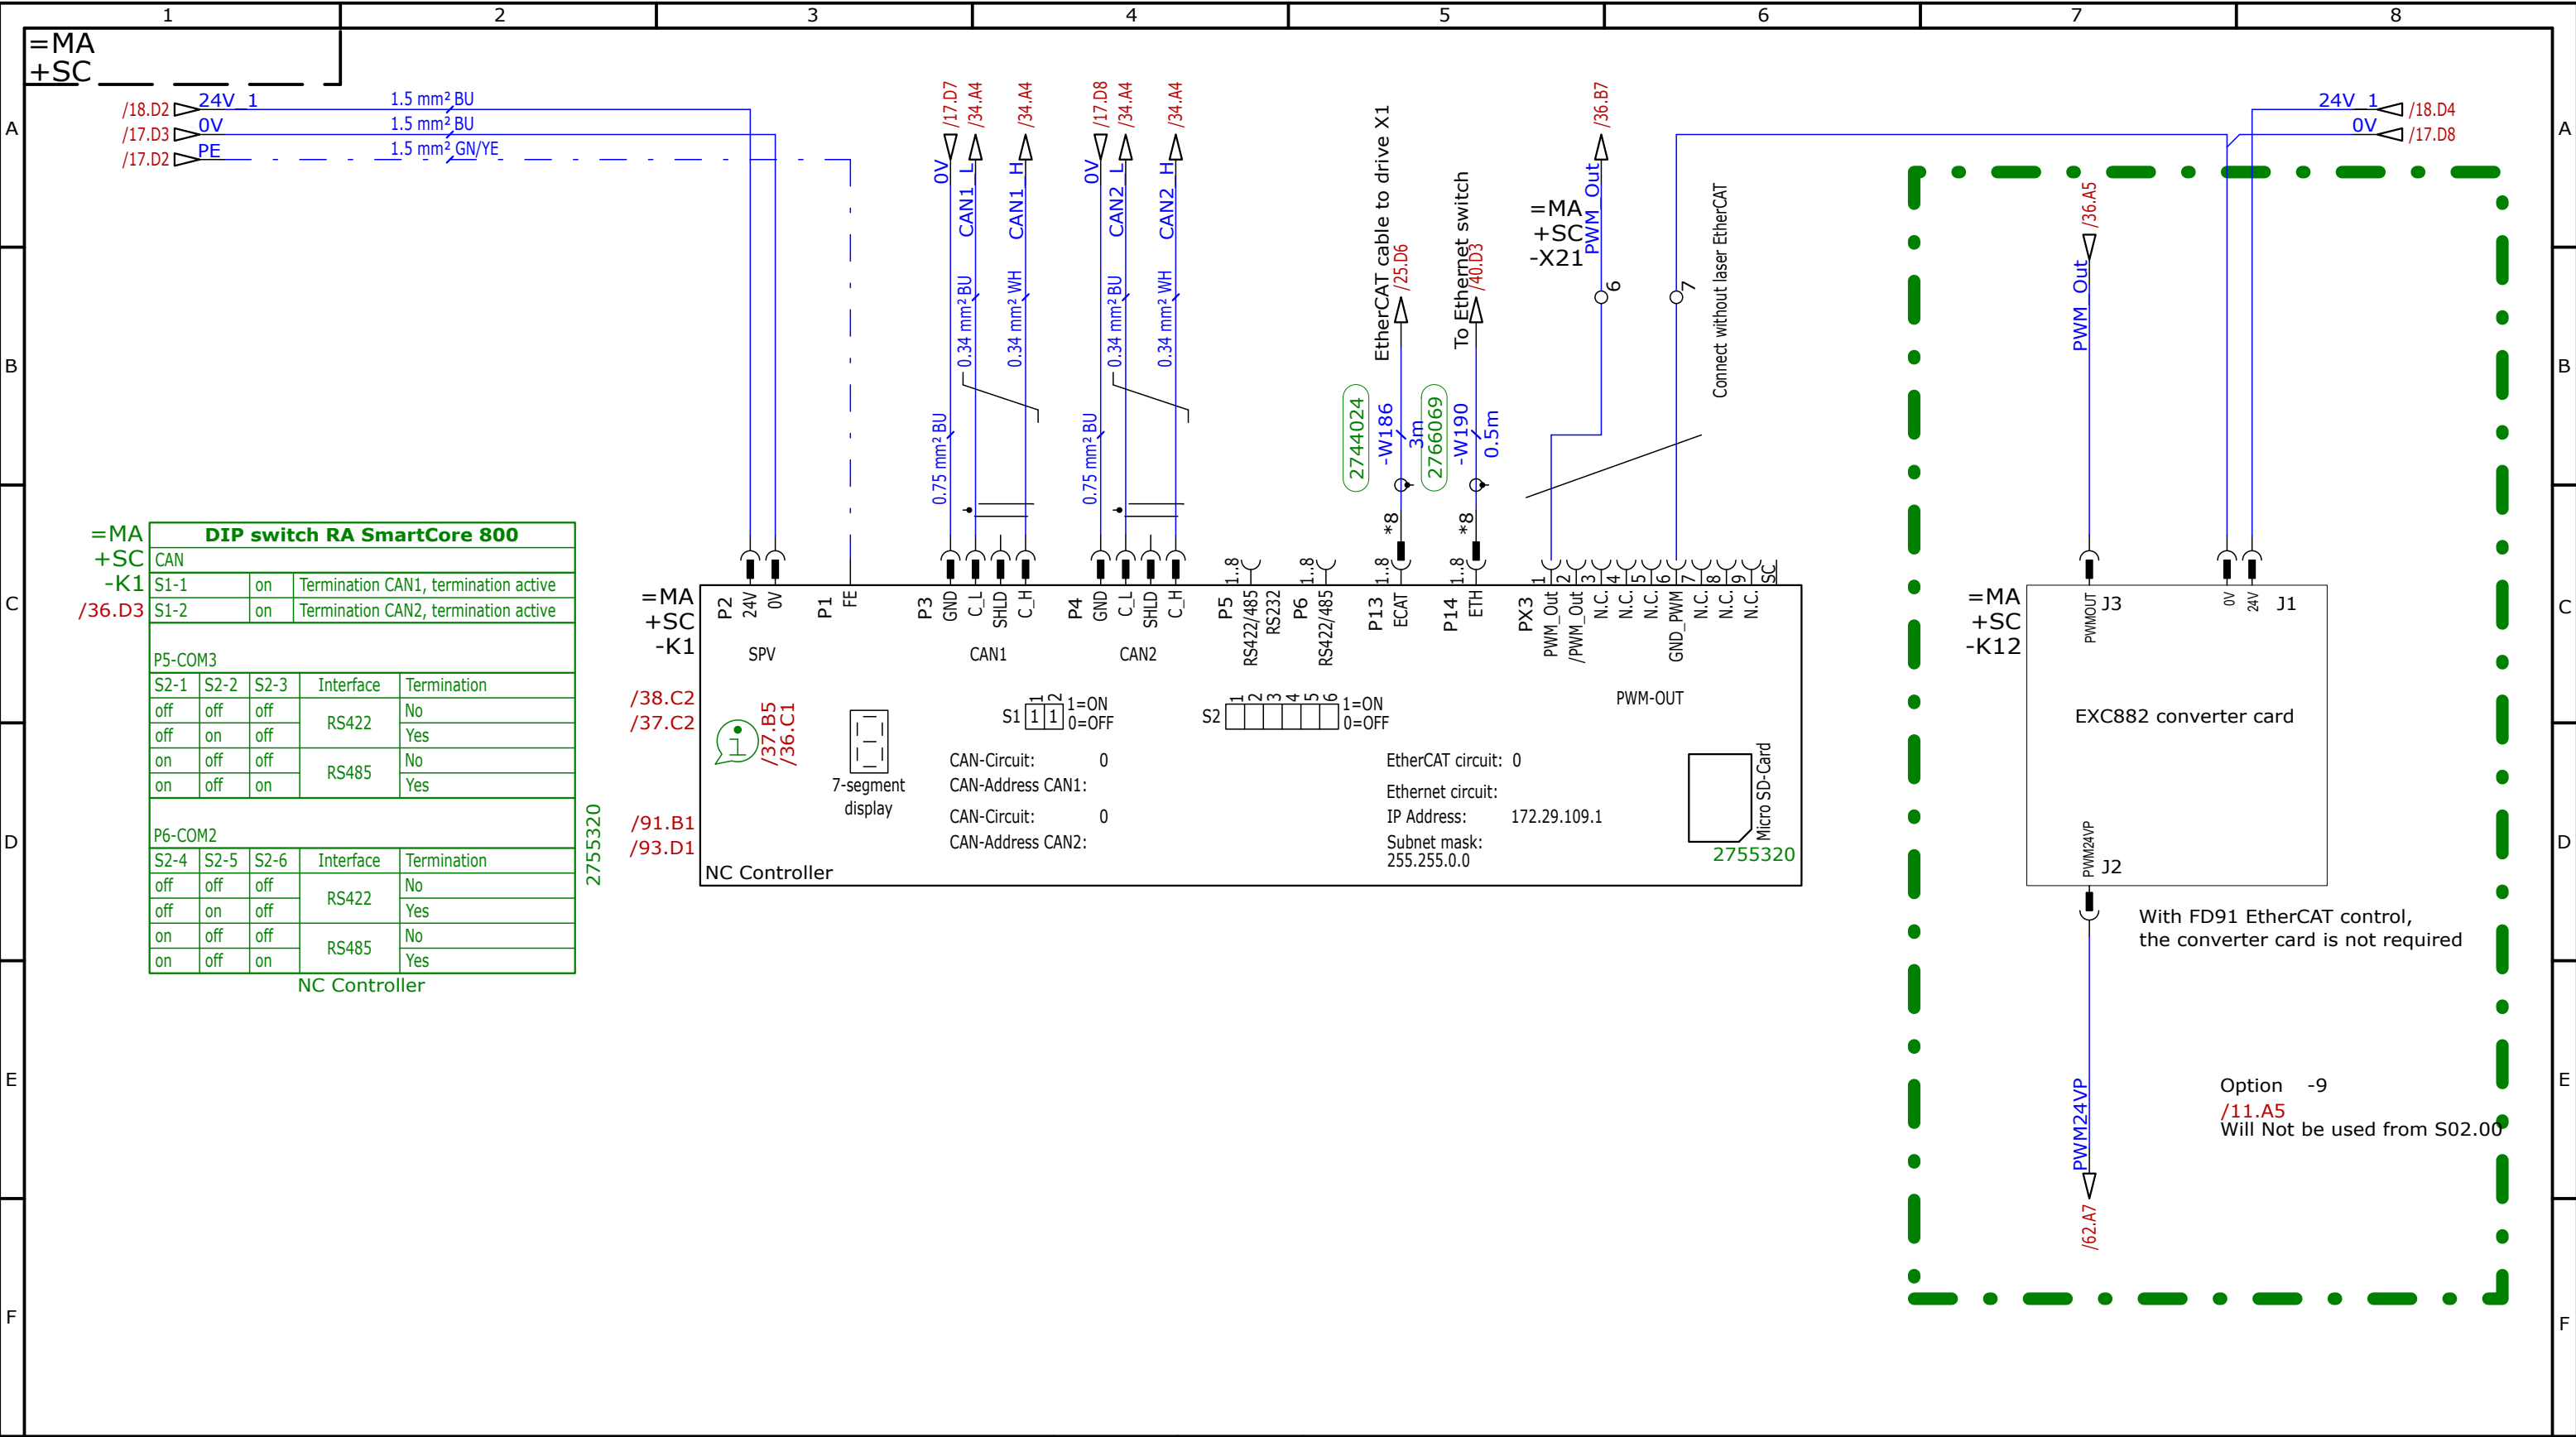 1 2 3 4 5 6 7 8
=MA
+SC
A
B
C
D
E
F
A
B
C
D
E
F
/18.D2 24V_1 1.5 mm² BU
/17.D3 0V 1.5 mm² BU
/17.D2 PE 1.5 mm² GN/YE
/17.D7
/34.A4
/34.A4
0V
CAN1_L
CAN1_H
0.34 mm² BU
0.34 mm² WH
0.75 mm² BU
/17.D8
/34.A4
/34.A4
0V
CAN2_L
CAN2_H
0.34 mm² BU
0.34 mm² WH
0.75 mm² BU
EtherCAT cable to drive X1
/25.D6
2744024
-W186
3m
*8
To Ethernet switch
/40.D3
2766069
-W190
0.5m
*8
/36.B7
PWM_Out
=MA
+SC
-X21
6
7
Connect without laser EtherCAT
24V_1 /18.D4
0V /17.D8
/36.A5
PWM_Out
=MA
+SC
-K1
/36.D3
DIP switch RA SmartCore 800
CAN
S1-1 on Termination CAN1, termination active
S1-2 on Termination CAN2, termination active
P5-COM3
S2-1 S2-2 S2-3 Interface Termination
off off off RS422 No
off on off Yes
on off off RS485 No
on off on Yes
P6-COM2
S2-4 S2-5 S2-6 Interface Termination
off off off RS422 No
off on off Yes
on off off RS485 No
on off on Yes
NC Controller
2755320
=MA
+SC
-K1
/38.C2
/37.C2
/91.B1
/93.D1
P2
24V
0V
SPV
P1
FE
P3
GND
C_L
SHLD
C_H
CAN1
P4
GND
C_L
SHLD
C_H
CAN2
1..8
P5
RS422/485
RS232
1..8
P6
RS422/485
1..8
P13
ECAT
1..8
P14
ETH
PX3
1
PWM_Out
2
/PWM_Out
3
N.C.
4
N.C.
5
N.C.
6
GND_PWM
7
N.C.
8
N.C.
9
N.C.
SC
PWM-OUT
i
/37.B5
/36.C1
7-segment
display
1 2
S1 1 1 1=ON
0=OFF
1 2 3 4 5 6
S2 1=ON
0=OFF
CAN-Circuit: 0
CAN-Address CAN1:
CAN-Circuit: 0
CAN-Address CAN2:
EtherCAT circuit: 0
Ethernet circuit:
IP Address: 172.29.109.1
Subnet mask:
255.255.0.0
Micro SD-Card
2755320
NC Controller
=MA
+SC
-K12
J3
PWMOUT
0V
24V
J1
EXC882 converter card
PWM24VP
J2
With FD91 EtherCAT control,
the converter card is not required
PWM24VP
/62.A7
Option -9
/11.A5
Will Not be used from S02.00